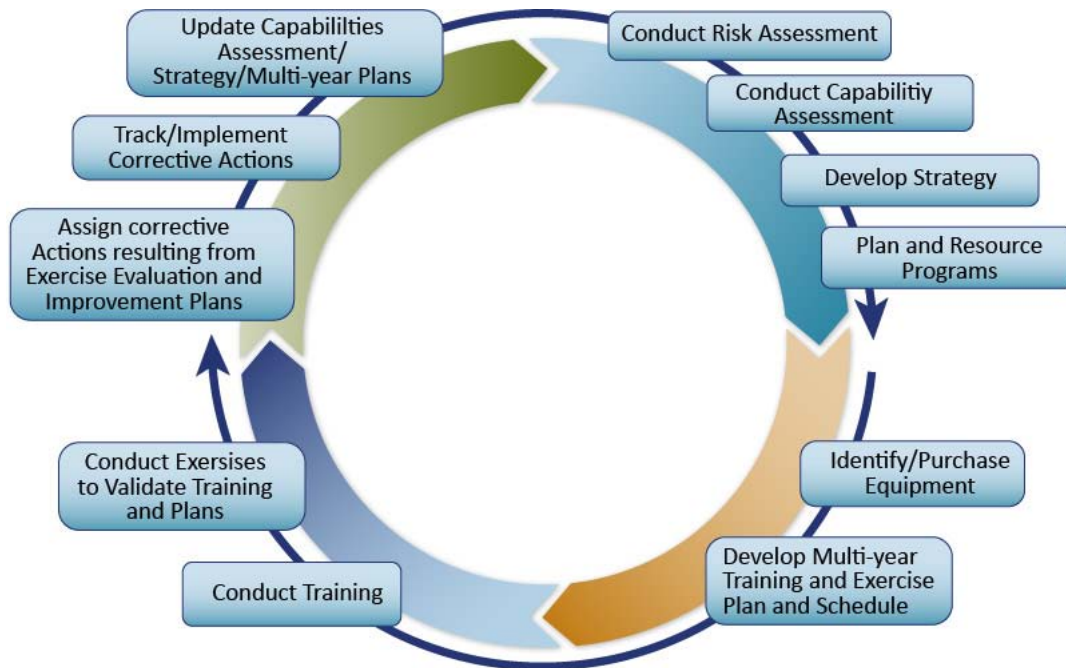 Conduct Risk Assessment
Conduct Capabilitiy
Assessment
Develop Strategy
Plan and Resource
Programs
Identify/Purchase
Equipment
Develop Multi-year
Training and Exercise
Plan and Schedule
Conduct Training
Conduct Exersises
to Validate Training
and Plans
Assign corrective
Actions resulting from
Exercise Evaluation and
Improvement Plans
Track/Implement
Corrective Actions
Update Capabililties
Assessment/
Strategy/Multi-year Plans